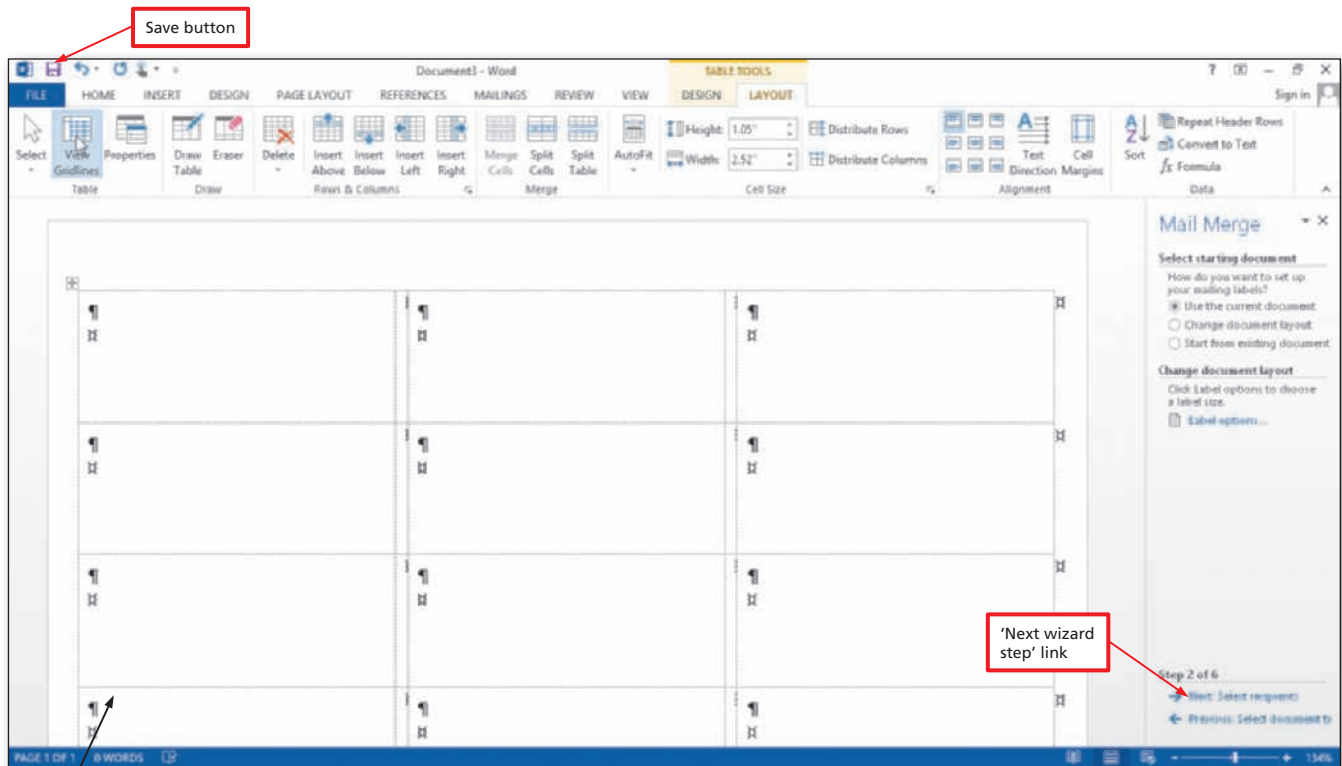 Save button
Document3 - Word
TABLE TOOLS
FILE HOME INSERT DESIGN PAGE LAYOUT REFERENCES MAILINGS REVIEW VIEW DESIGN LAYOUT Sign in
Select View Gridlines Properties Draw Table Eraser Delete Insert Above Insert Below Insert Left Insert Right Merge Cells Split Cells Split Table AutoFit Height: 1.05" Distribute Rows Width: 2.52" Distribute Columns Text Direction Cell Margins Sort Repeat Header Rows Convert to Text Formula
Table Draw Rows & Columns Merge Cell Size Alignment Data
Mail Merge
Select starting document
How do you want to set up
your mailing labels?
Use the current document
Change document layout
Start from existing document
Change document layout
Click Label options to choose
a label size.
Label options...
'Next wizard
step' link
Step 2 of 6
Next: Select recipients
Previous: Select document ty
PAGE 1 OF 1 0 WORDS 154%